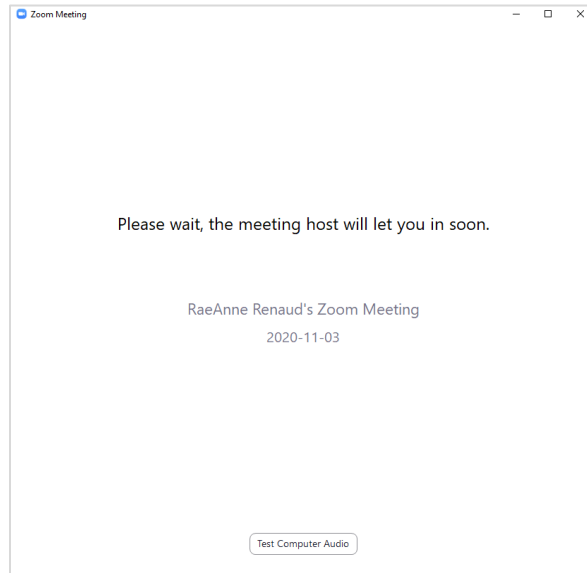 Zoom Meeting
Please wait, the meeting host will let you in soon.
RaeAnne Renaud's Zoom Meeting
2020-11-03
Test Computer Audio